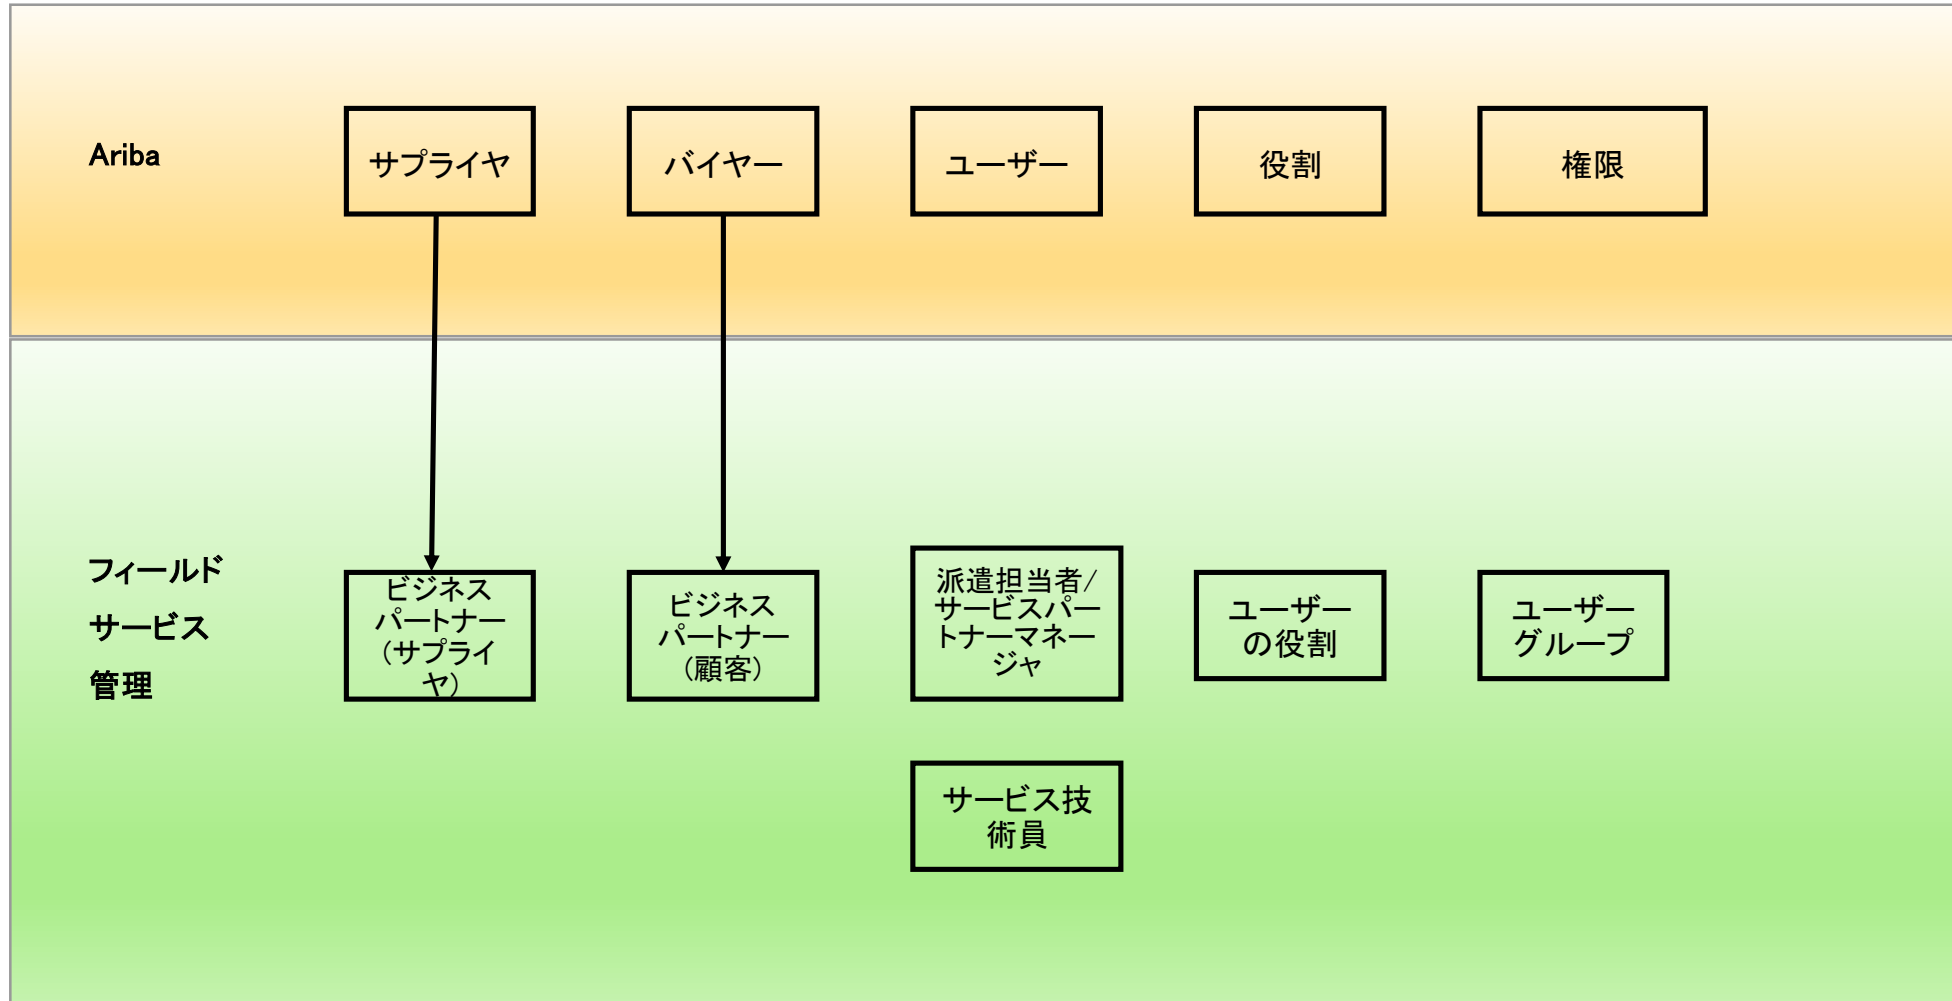 Ariba
サプライヤ
バイヤー
ユーザー
役割
権限
フィールド
サービス
管理
ビジネス
パートナー
(サプライ
ヤ)
ビジネス
パートナー
(顧客)
派遣担当者/
サービスパー
トナーマネー
ジャ
ユーザー
の役割
ユーザー
グループ
サービス技
術員